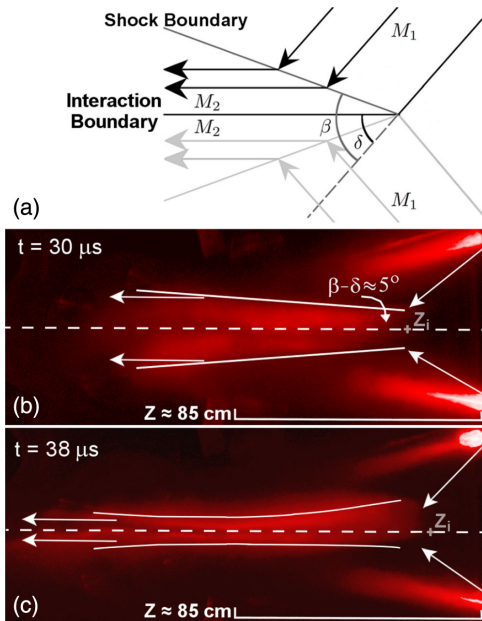 Shock Boundary
M₁
Interaction
Boundary
M₂
M₂
β
δ
M₁
(a)
t = 30 μs
β-δ≈5°
Zᵢ
(b)
Z ≈ 85 cm
t = 38 μs
Zᵢ
(c)
Z ≈ 85 cm